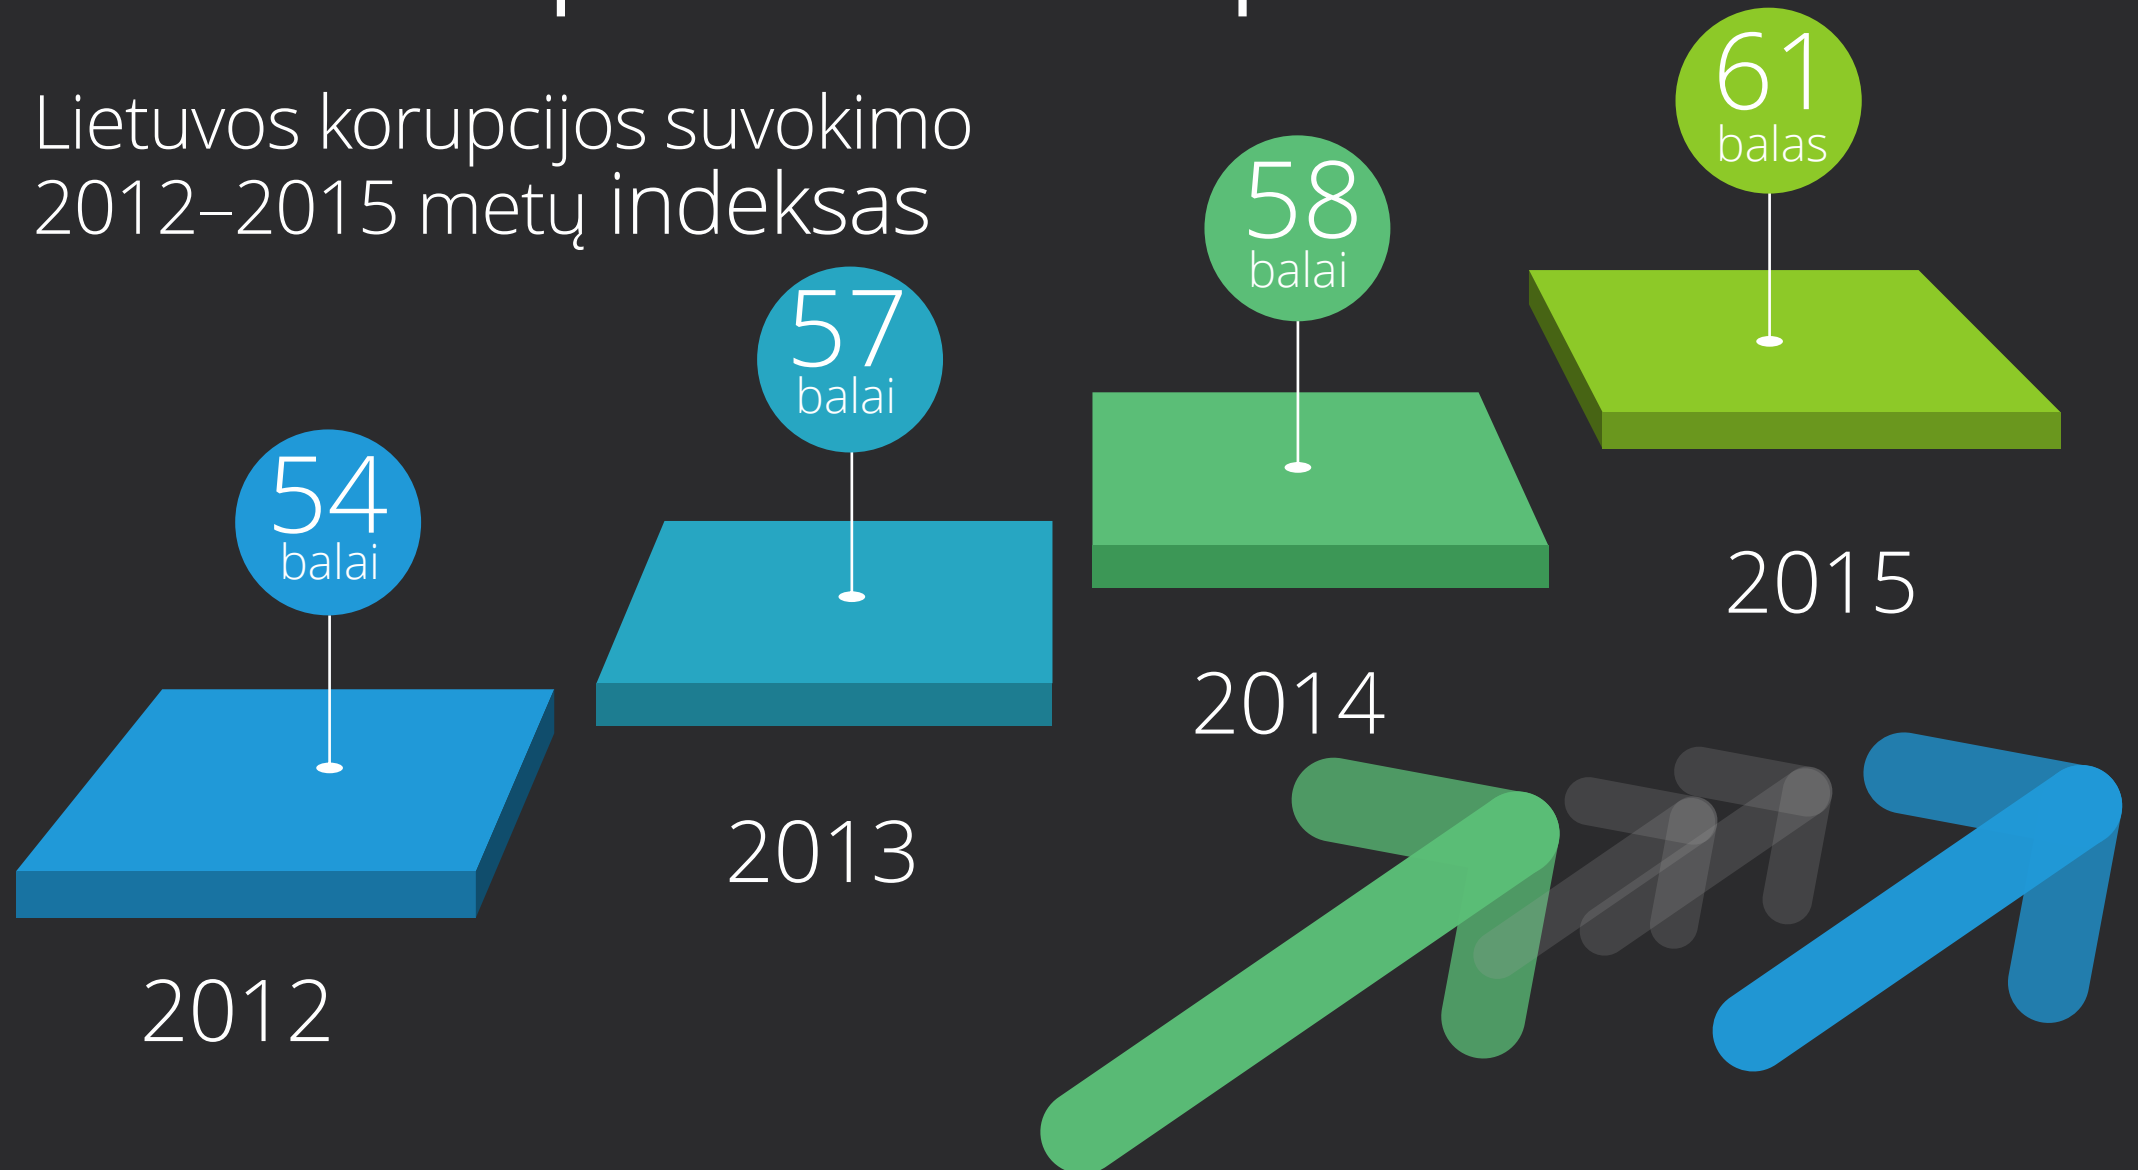 Lietuvos korupcijos suvokimo
2012–2015 metų indeksas
54
balai
2012
57
balai
2013
58
balai
2014
61
balas
2015